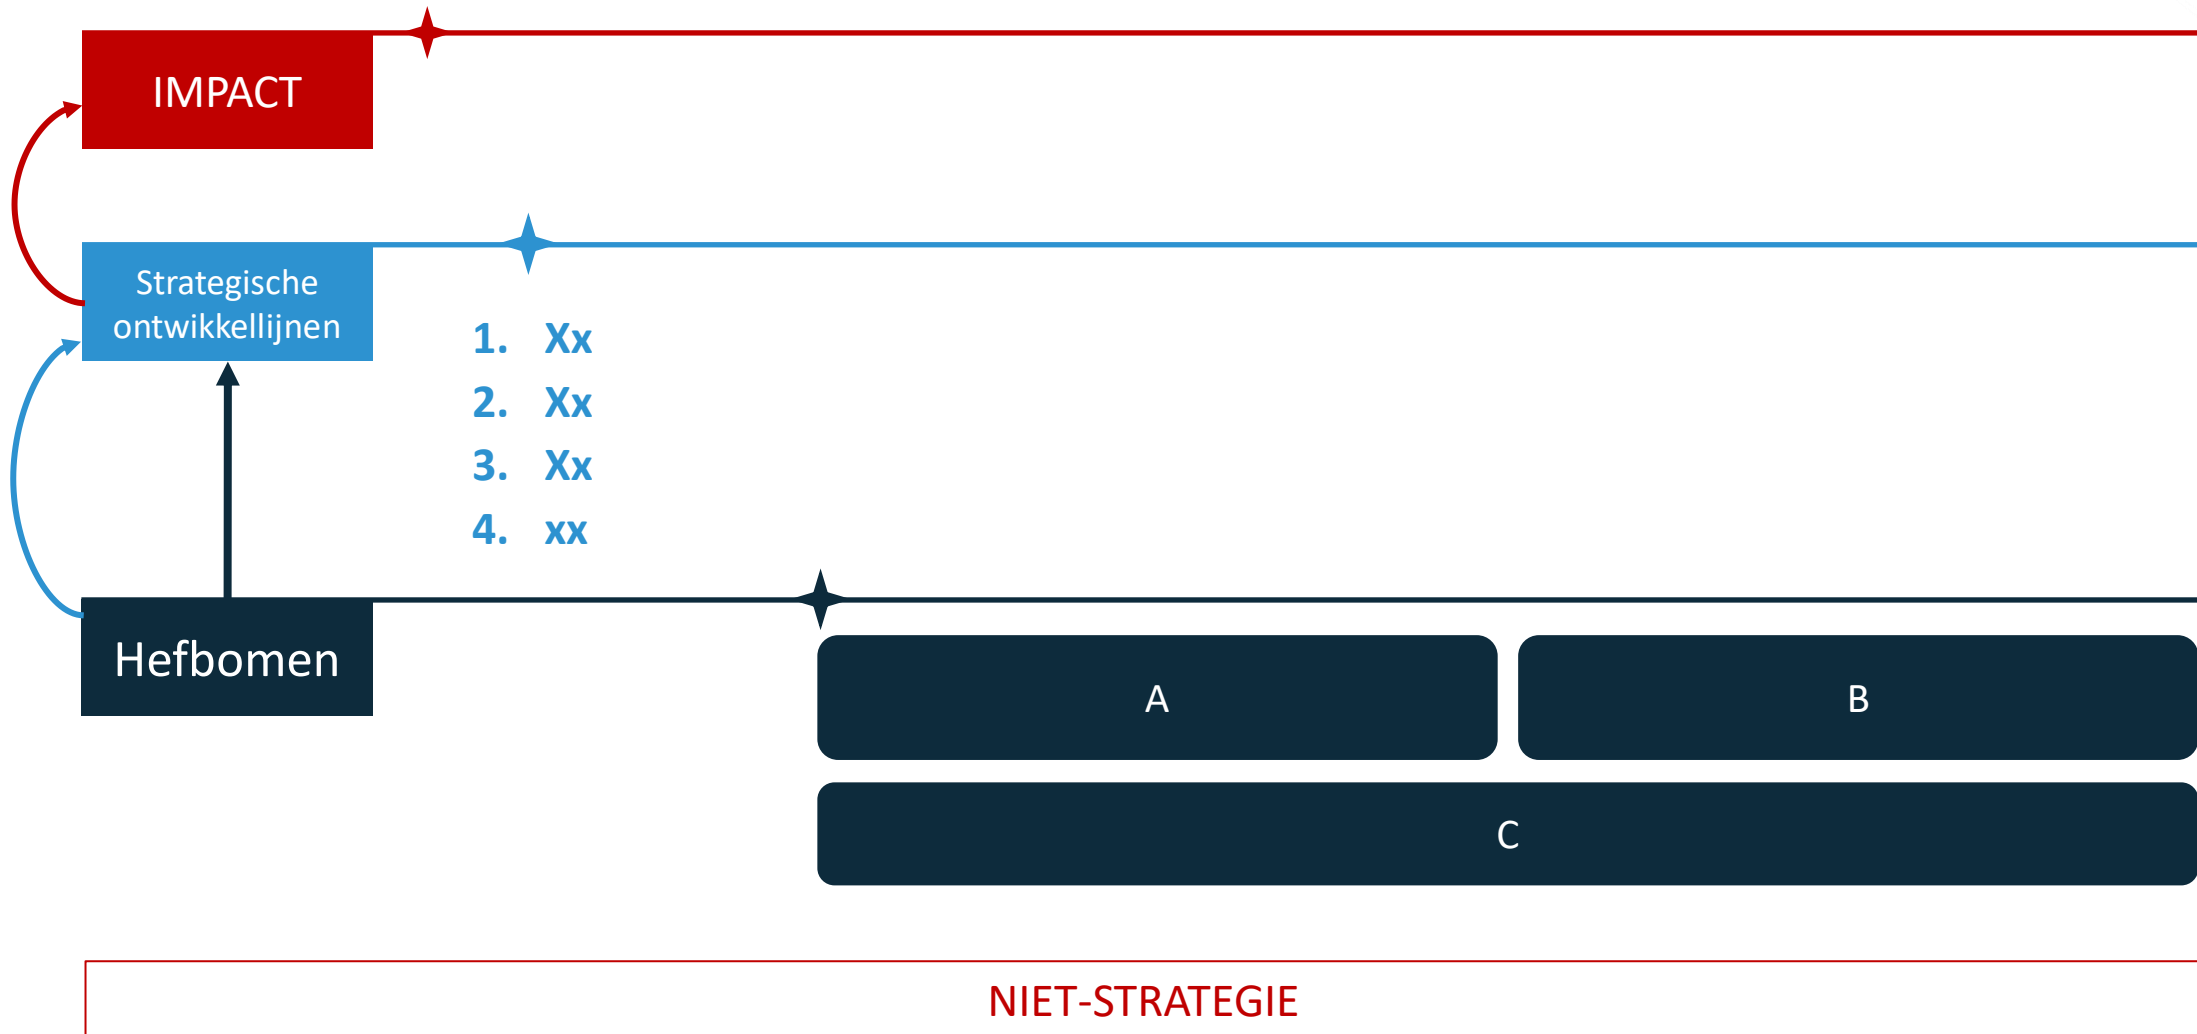 IMPACT
Strategische
ontwikkellijnen
1. Xx
2. Xx
3. Xx
4. xx
Hefbomen
A
B
C
NIET-STRATEGIE